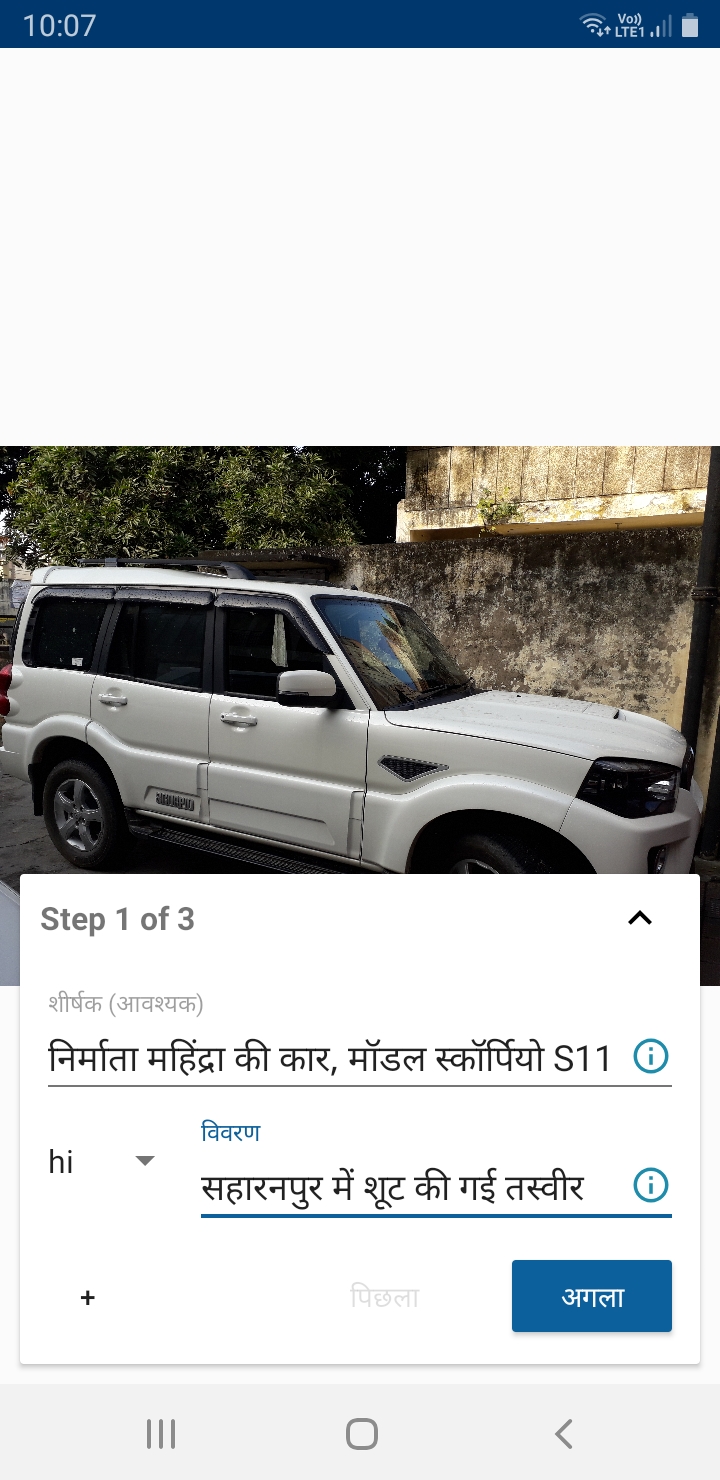 10:07
Vo))
LTE1
SCORPIO
Step 1 of 3
शीर्षक (आवश्यक)
निर्माता महिंद्रा की कार, मॉडल स्कॉर्पियो S11
विवरण
hi
सहारनपुर में शूट की गई तस्वीर
+
पिछला
अगला